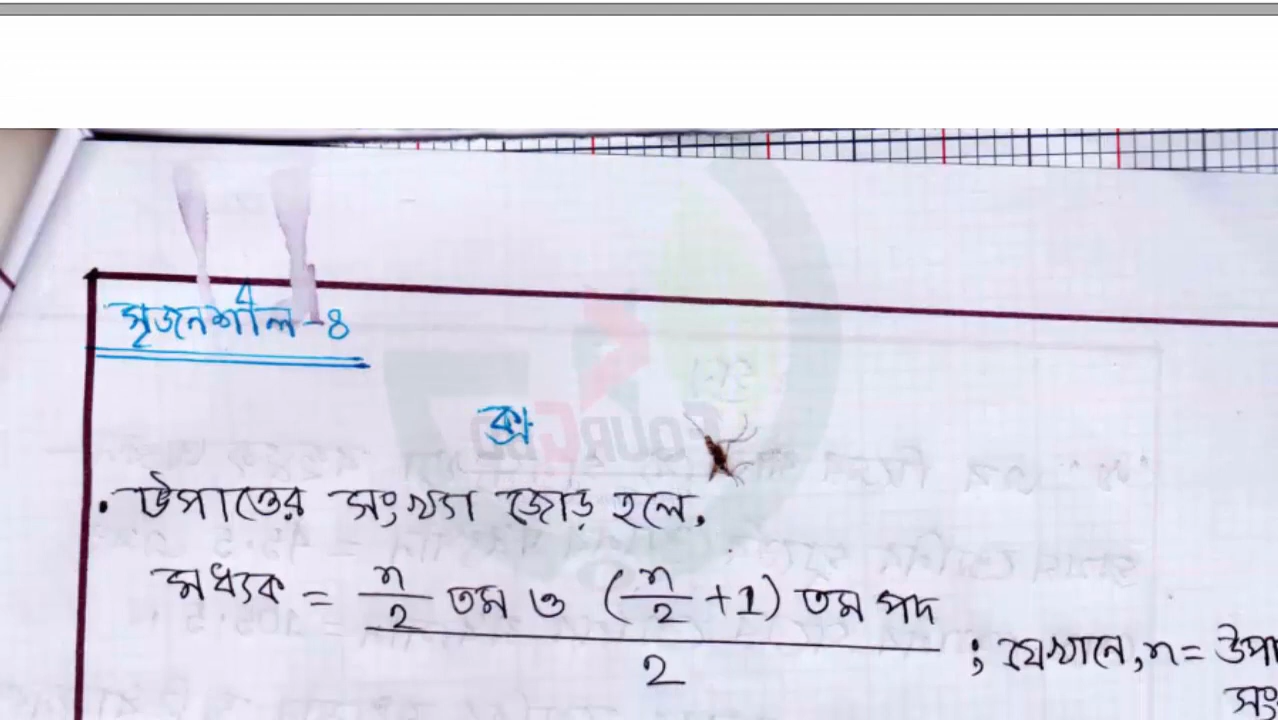 সৃজনশীল-৪
ক
• উপাত্তের সংখ্যা জোড় হলে,
মধ্যক = n/2 তম ও (n/2 + 1) তম পদ / 2 ; যেখানে, n = উপা
সং